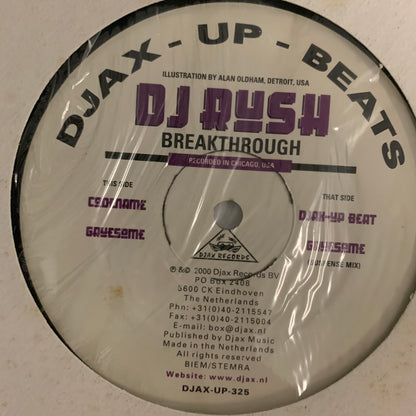 DJAX - UP - BEATS
ILLUSTRATION BY ALAN OLDHAM, DETROIT, USA
DJ RUSH
BREAKTHROUGH
RECORDED IN CHICAGO, USA
THIS SIDE
CODENAME
GRUESOME
THAT SIDE
DJAX-UP BEAT
GRUESOME
(SUSPENSE MIX)
DJAX RECORDS
℗ & © 2000 Djax Records BV
PO Box 2408
5600 CK Eindhoven
The Netherlands
Phn: +31(0)40-2115547
Fax: +31(0)40-2115004
E-mail: box@djax.nl
Published by Djax Music
Made in the Netherlands
All rights reserved
BIEM/STEMRA
Website: www.djax.nl
DJAX-UP-325